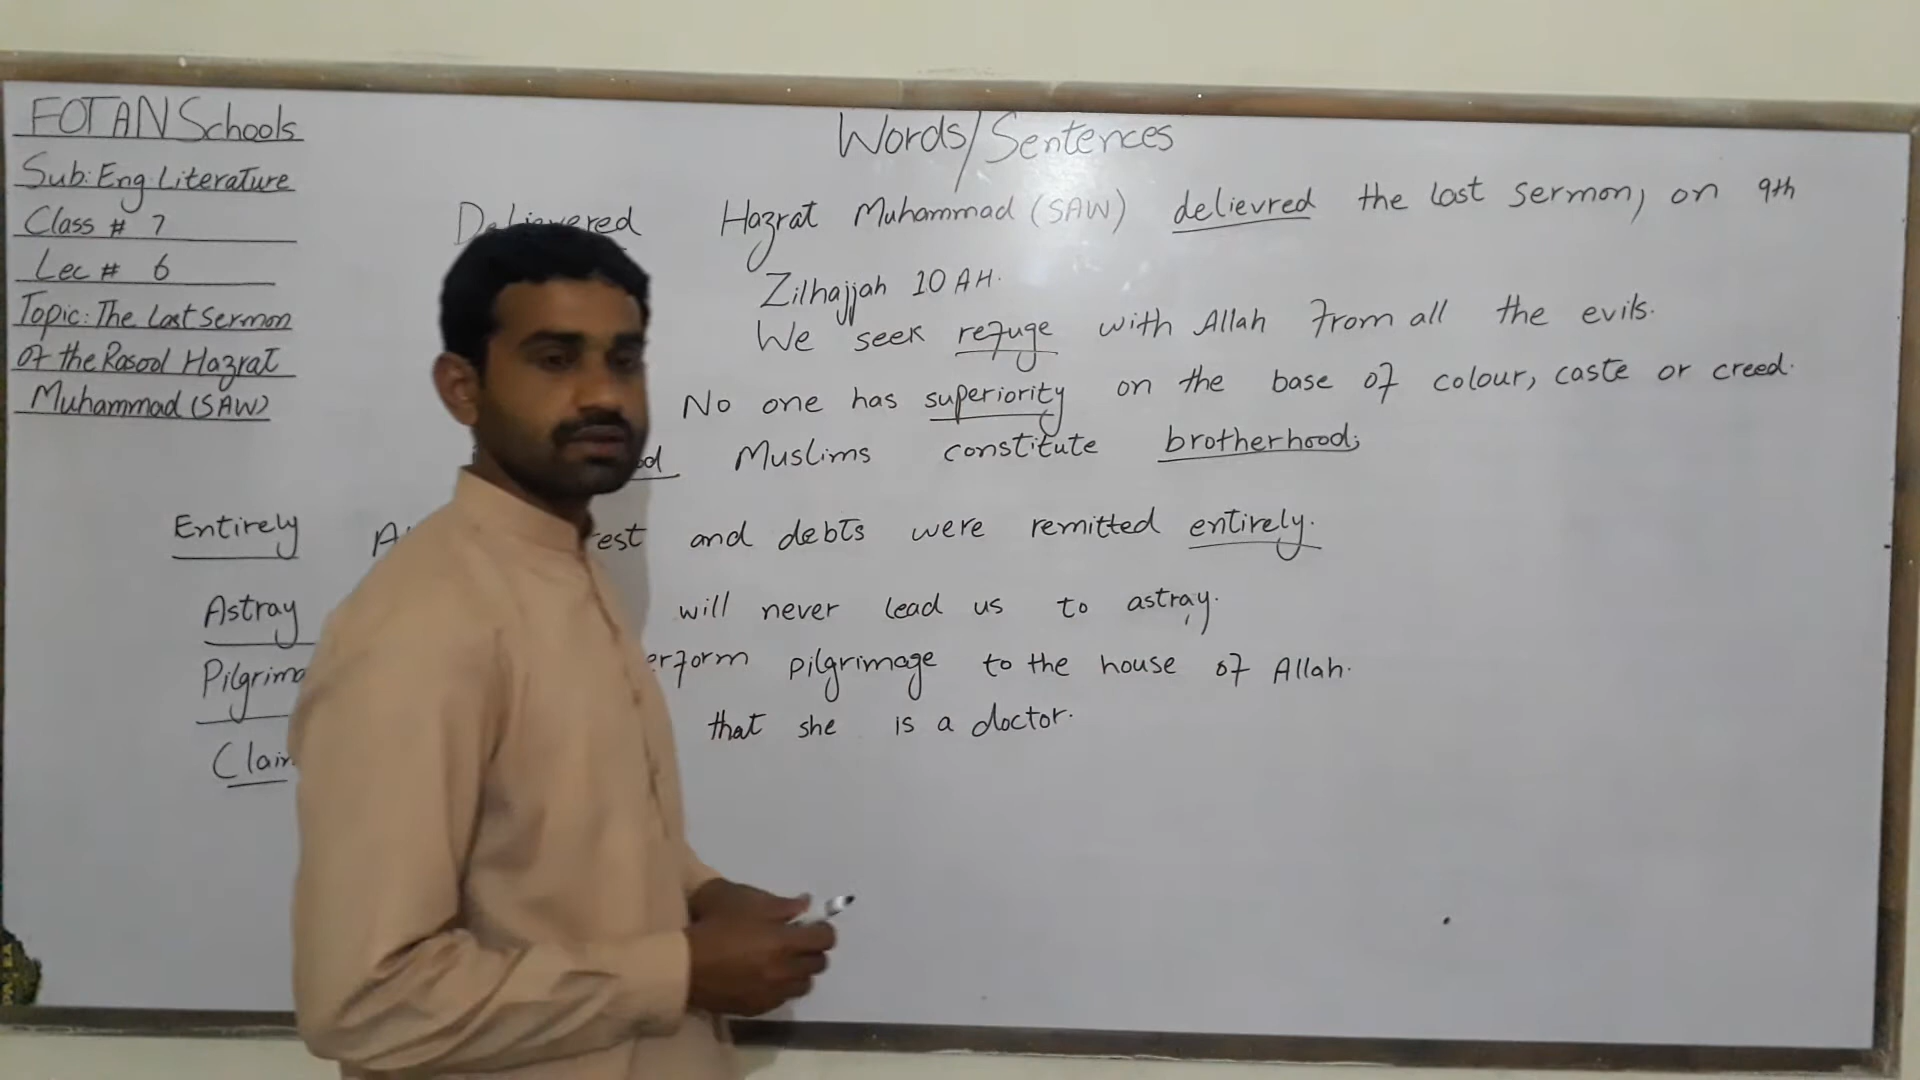 FOTAN Schools
Sub: Eng Literature
Class # 7
Lec # 6
Topic: The Last Sermon
of the Rasool Hazrat
Muhammad (SAW)
Words/Sentences
Hazrat Muhammad (SAW) delievred the last sermon, on 9th
Zilhajjah 10 AH.
We seek refuge with Allah from all the evils.
No one has superiority on the base of colour, caste or creed.
Muslims constitute brotherhood;
Entirely and debts were remitted entirely.
Astray will never lead us to astray.
pilgrimage to the house of Allah.
that she is a doctor.